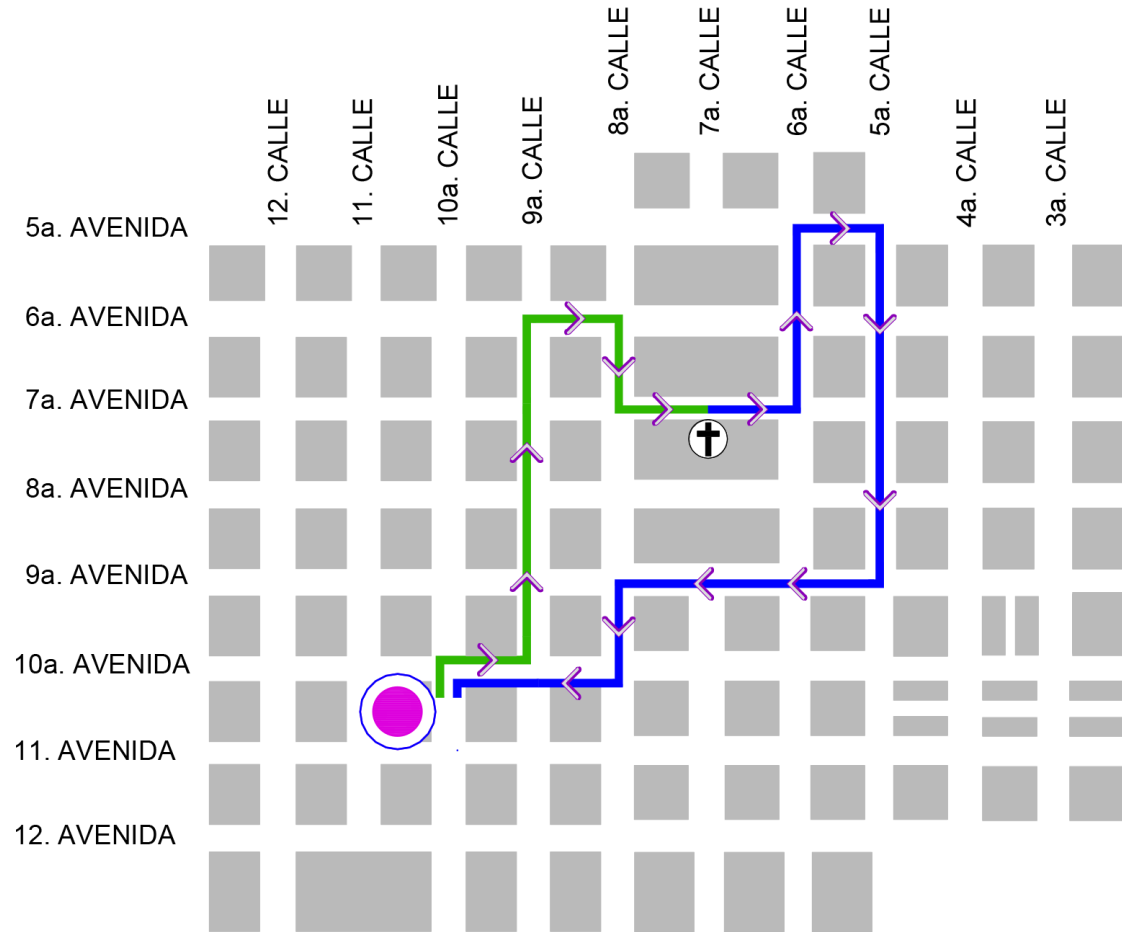 12. CALLE
11. CALLE
10a. CALLE
9a. CALLE
8a. CALLE
7a. CALLE
6a. CALLE
5a. CALLE
4a. CALLE
3a. CALLE
5a. AVENIDA
6a. AVENIDA
7a. AVENIDA
8a. AVENIDA
9a. AVENIDA
10a. AVENIDA
11. AVENIDA
12. AVENIDA